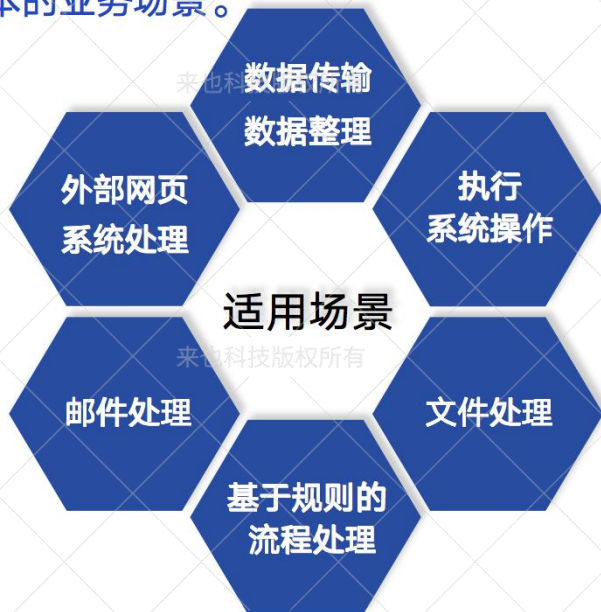 本的业务场景。
数据传输
数据整理
外部网页
系统处理
执行
系统操作
适用场景
来也科技版权所有
邮件处理
文件处理
基于规则的
流程处理